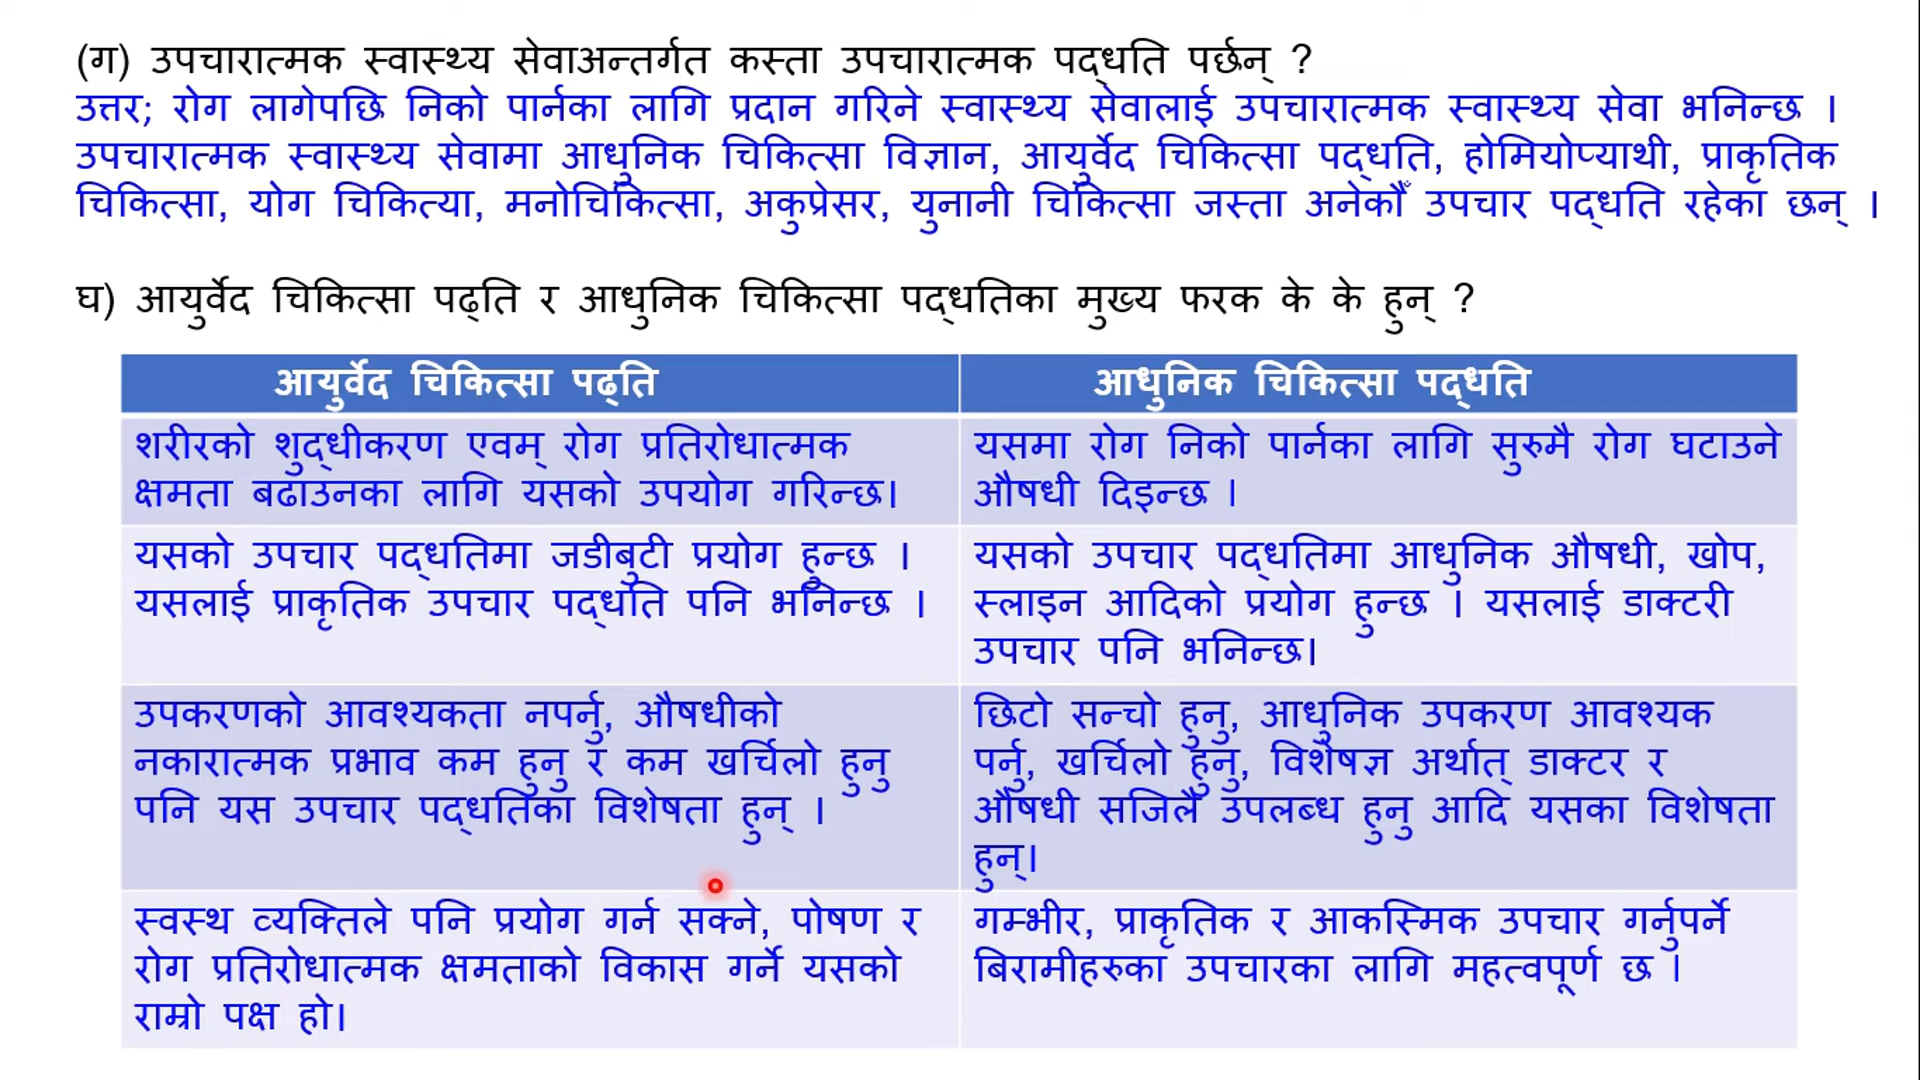 (ग) उपचारात्मक स्वास्थ्य सेवाअन्तर्गत कस्ता उपचारात्मक पद्धति पर्छन् ?
उत्तर; रोग लागेपछि निको पार्नका लागि प्रदान गरिने स्वास्थ्य सेवालाई उपचारात्मक स्वास्थ्य सेवा भनिन्छ ।
उपचारात्मक स्वास्थ्य सेवामा आधुनिक चिकित्सा विज्ञान, आयुर्वेद चिकित्सा पद्धति, होमियोप्याथी, प्राकृतिक
चिकित्सा, योग चिकित्या, मनोचिकित्सा, अकुप्रेसर, युनानी चिकित्सा जस्ता अनेकौँ उपचार पद्धति रहेका छन् ।
घ) आयुर्वेद चिकित्सा पढ्ति र आधुनिक चिकित्सा पद्धतिका मुख्य फरक के के हुन् ?
आयुर्वेद चिकित्सा पढ्ति
आधुनिक चिकित्सा पद्धति
शरीरको शुद्धीकरण एवम् रोग प्रतिरोधात्मक
क्षमता बढाउनका लागि यसको उपयोग गरिन्छ।
यसमा रोग निको पार्नका लागि सुरुमै रोग घटाउने
औषधी दिइन्छ ।
यसको उपचार पद्धतिमा जडीबुटी प्रयोग हुन्छ ।
यसलाई प्राकृतिक उपचार पद्धति पनि भनिन्छ ।
यसको उपचार पद्धतिमा आधुनिक औषधी, खोप,
स्लाइन आदिको प्रयोग हुन्छ । यसलाई डाक्टरी
उपचार पनि भनिन्छ।
उपकरणको आवश्यकता नपर्नु, औषधीको
नकारात्मक प्रभाव कम हुनु र कम खर्चिलो हुनु
पनि यस उपचार पद्धतिका विशेषता हुन् ।
छिटो सन्चो हुनु, आधुनिक उपकरण आवश्यक
पर्नु, खर्चिलो हुनु, विशेषज्ञ अर्थात् डाक्टर र
औषधी सजिलै उपलब्ध हुनु आदि यसका विशेषता
हुन्।
स्वस्थ व्यक्तिले पनि प्रयोग गर्न सक्ने, पोषण र
रोग प्रतिरोधात्मक क्षमताको विकास गर्ने यसको
राम्रो पक्ष हो।
गम्भीर, प्राकृतिक र आकस्मिक उपचार गर्नुपर्ने
बिरामीहरुका उपचारका लागि महत्वपूर्ण छ ।